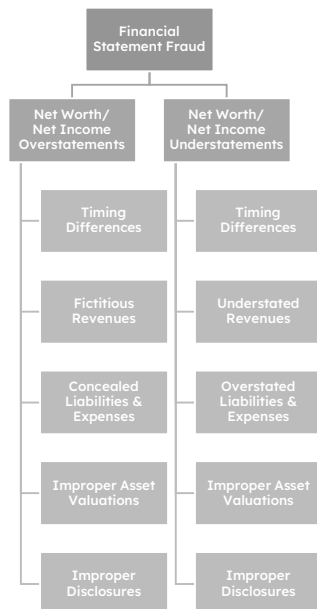 Financial
Statement Fraud
Net Worth/
Net Income
Overstatements
Net Worth/
Net Income
Understatements
Timing
Differences
Timing
Differences
Fictitious
Revenues
Understated
Revenues
Concealed
Liabilities &
Expenses
Overstated
Liabilities &
Expenses
Improper Asset
Valuations
Improper Asset
Valuations
Improper
Disclosures
Improper
Disclosures